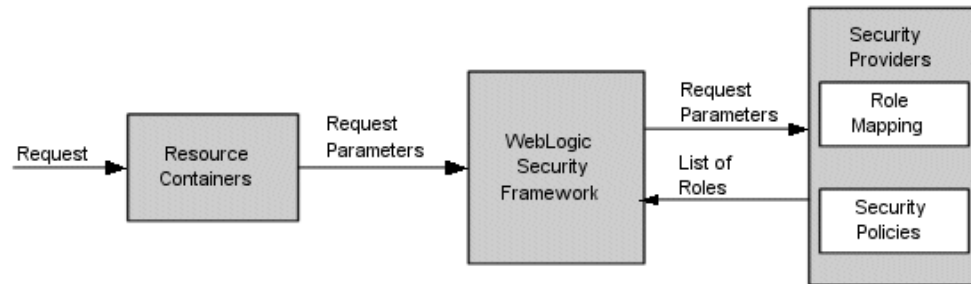 Request
Resource
Containers
Request
Parameters
WebLogic
Security
Framework
Request
Parameters
List of
Roles
Security
Providers
Role
Mapping
Security
Policies